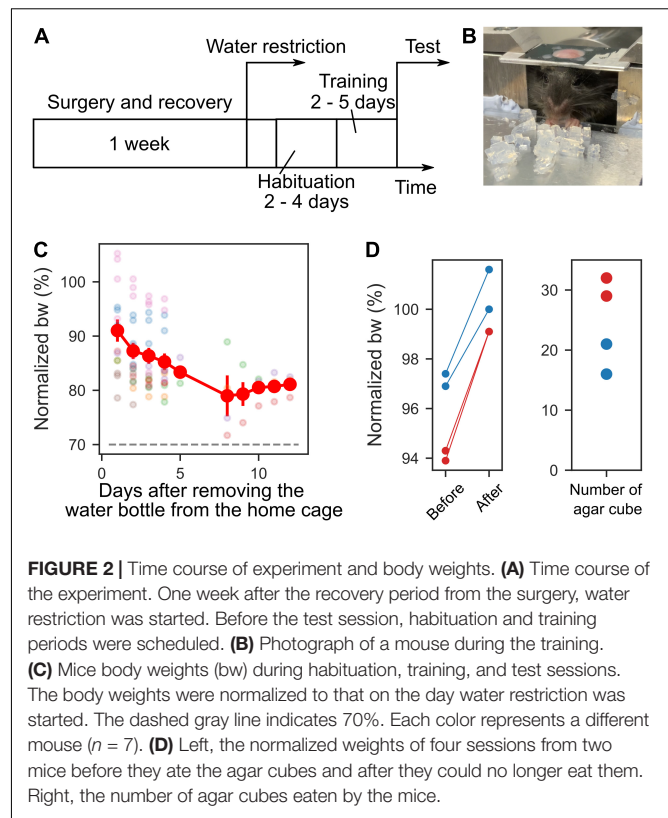 A
Water restriction
Test
B
Training
2 - 5 days
Surgery and recovery
1 week
Habituation
2 - 4 days
Time
C
Normalized bw (%)
100
90
80
70
0
5
10
Days after removing the
water bottle from the home cage
D
Normalized bw (%)
100
98
96
94
Before
After
30
20
10
0
Number of
agar cube
FIGURE 2 | Time course of experiment and body weights. (A) Time course of
the experiment. One week after the recovery period from the surgery, water
restriction was started. Before the test session, habituation and training
periods were scheduled. (B) Photograph of a mouse during the training.
(C) Mice body weights (bw) during habituation, training, and test sessions.
The body weights were normalized to that on the day water restriction was
started. The dashed gray line indicates 70%. Each color represents a different
mouse (n = 7). (D) Left, the normalized weights of four sessions from two
mice before they ate the agar cubes and after they could no longer eat them.
Right, the number of agar cubes eaten by the mice.